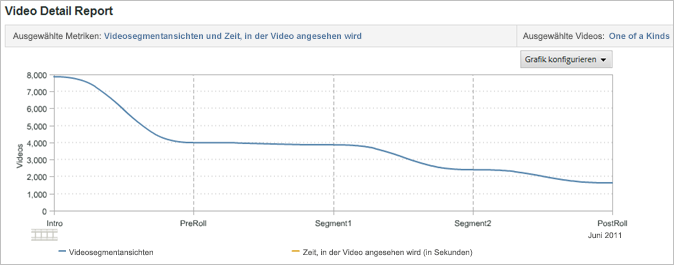 Video Detail Report
Ausgewählte Metriken: Videosegmentansichten und Zeit, in der Video angesehen wird
Ausgewählte Videos: One of a Kinds
Grafik konfigurieren
8,000
7,000
6,000
5,000
4,000
3,000
2,000
1,000
0
Videos
Intro
PreRoll
Segment1
Segment2
PostRoll
Juni 2011
Videosegmentansichten
Zeit, in der Video angesehen wird (in Sekunden)